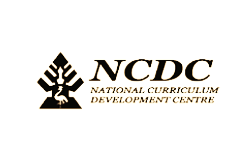 NCDC
NATIONAL CURRICULUM
DEVELOPMENT CENTRE